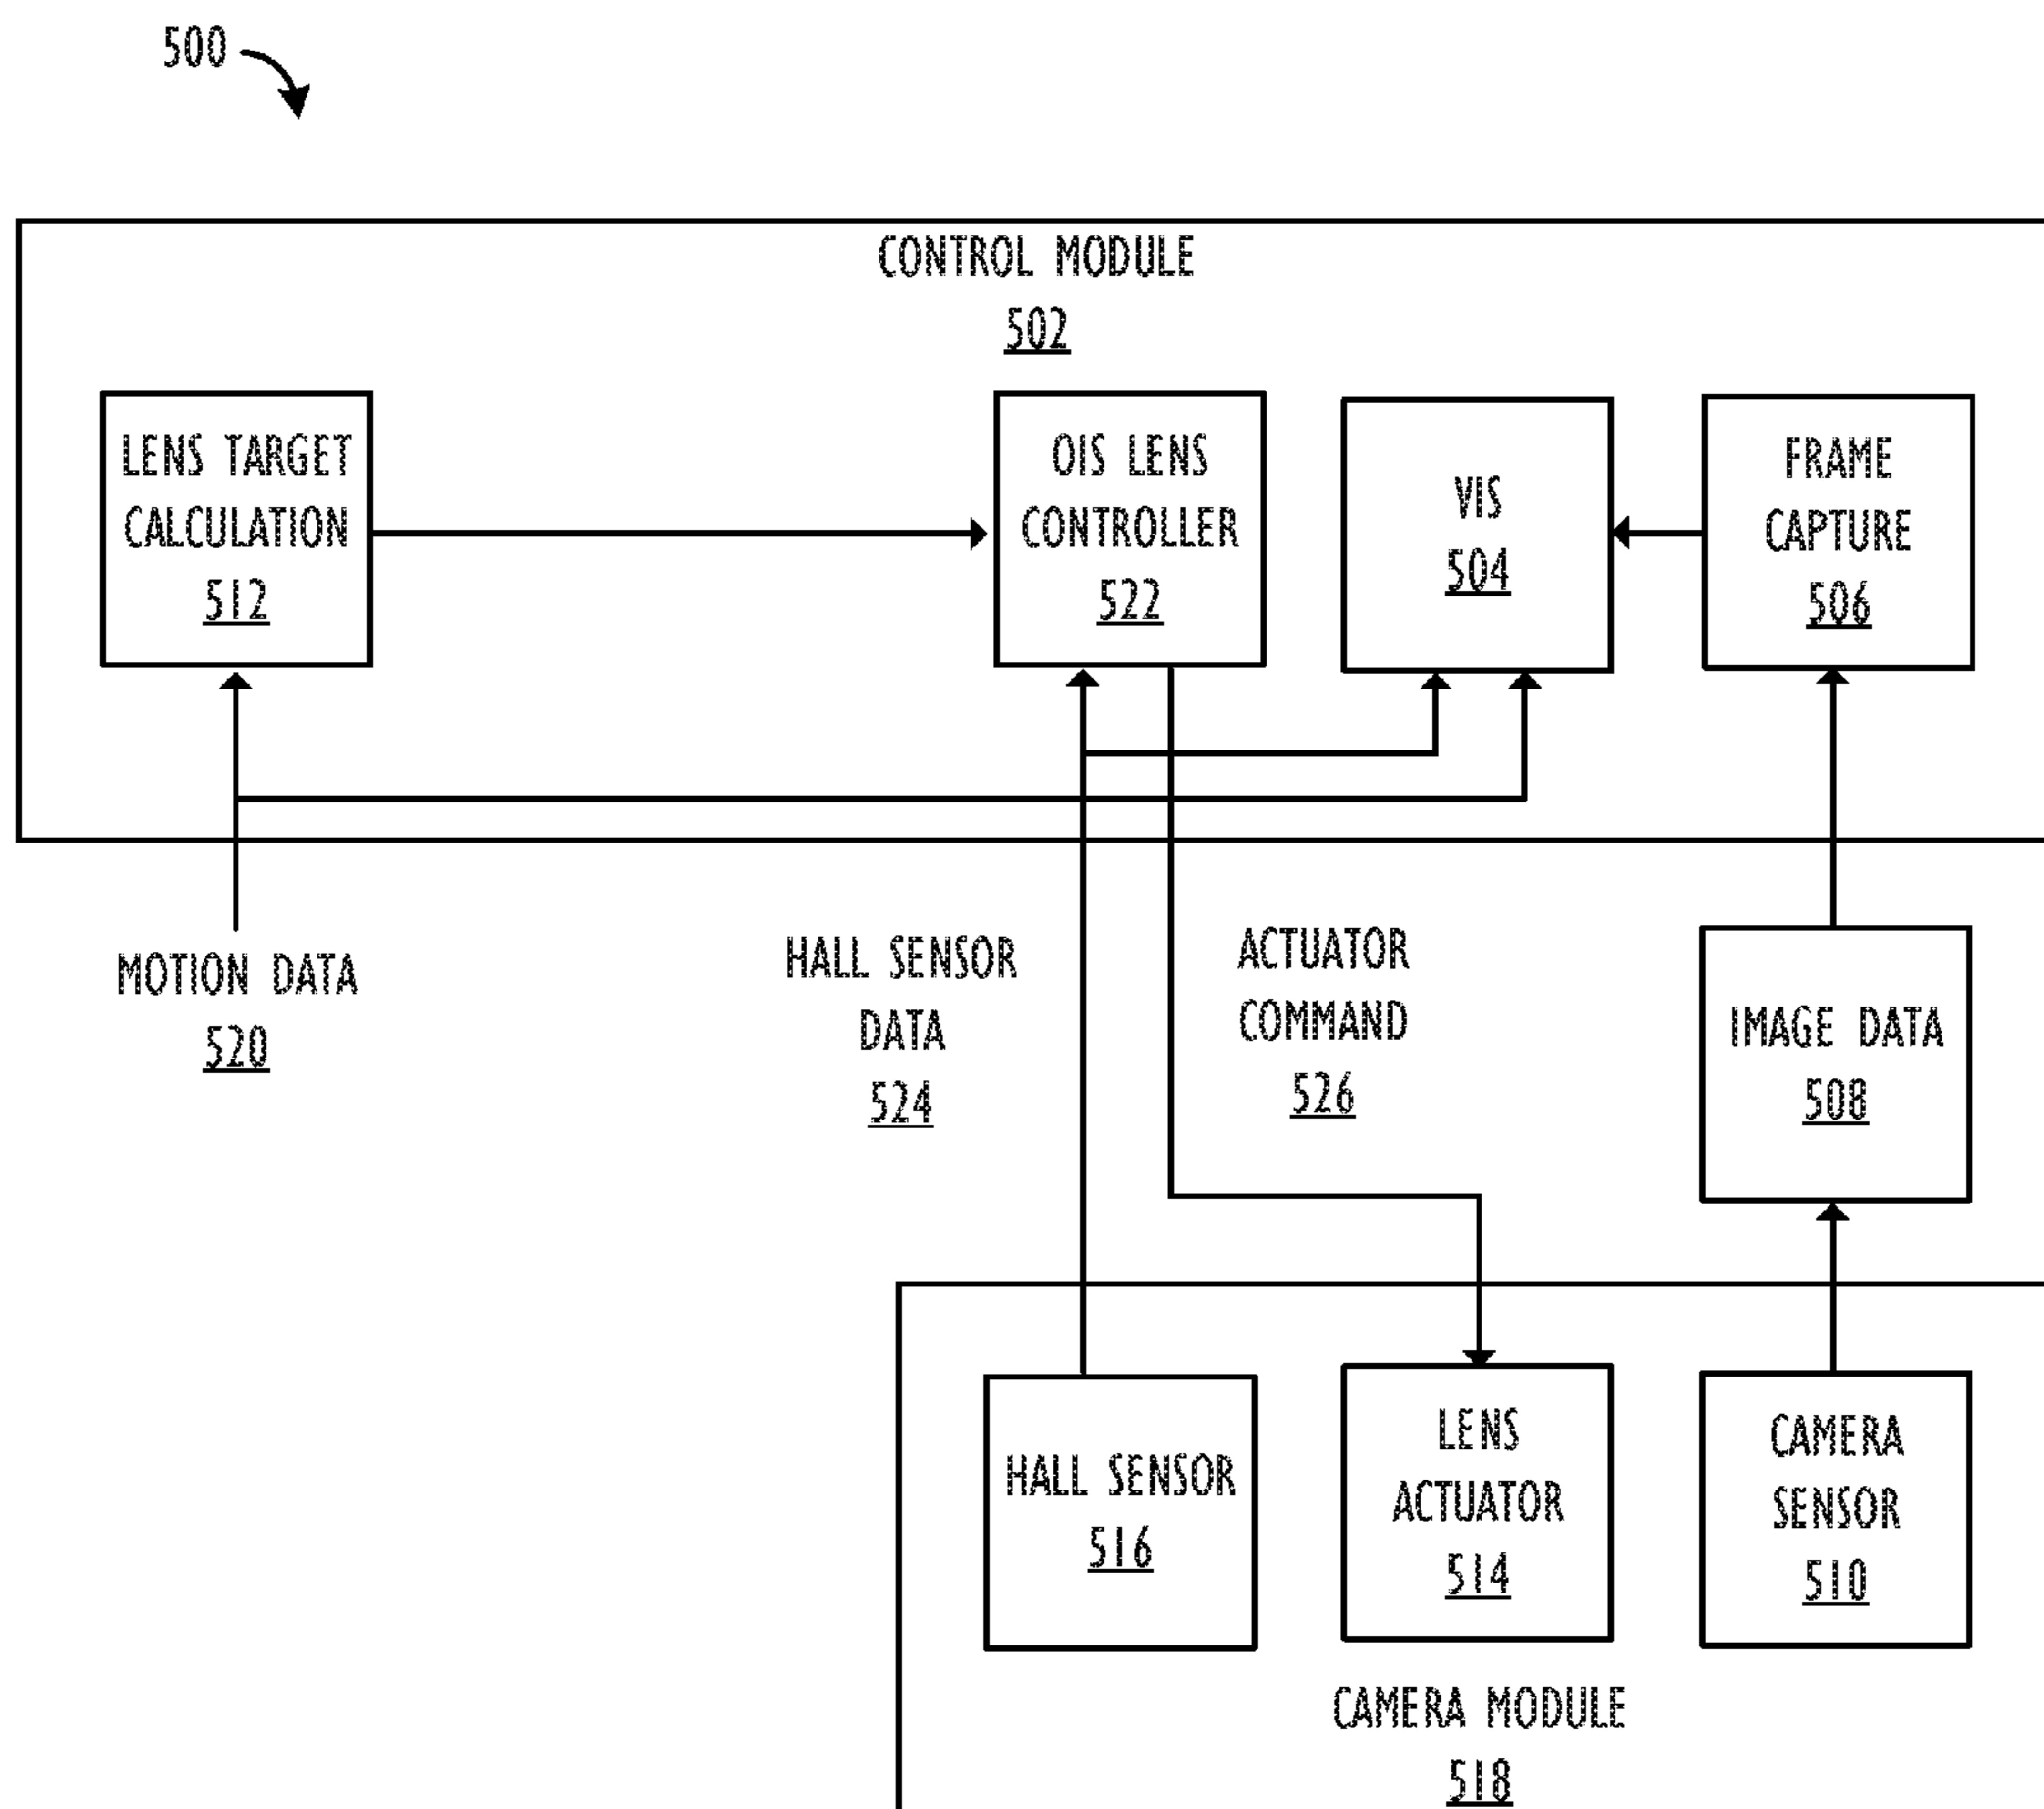 500
CONTROL MODULE
502
LENS TARGET
CALCULATION
512
OIS LENS
CONTROLLER
522
VIS
504
FRAME
CAPTURE
506
MOTION DATA
520
HALL SENSOR
DATA
524
ACTUATOR
COMMAND
526
IMAGE DATA
508
HALL SENSOR
516
LENS
ACTUATOR
514
CAMERA
SENSOR
510
CAMERA MODULE
518